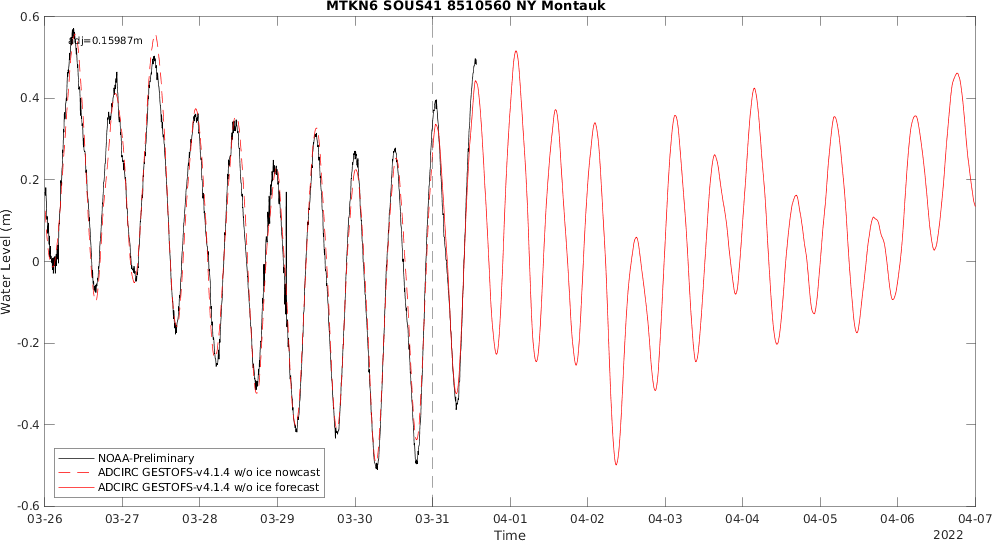 MTKN6 SOUS41 8510560 NY Montauk
adj=0.15987m
0.6
0.4
0.2
0
-0.2
-0.4
-0.6
Water Level (m)
NOAA-Preliminary
ADCIRC GESTOFS-v4.1.4 w/o ice nowcast
ADCIRC GESTOFS-v4.1.4 w/o ice forecast
03-26 03-27 03-28 03-29 03-30 03-31 04-01 04-02 04-03 04-04 04-05 04-06 04-07
Time
2022